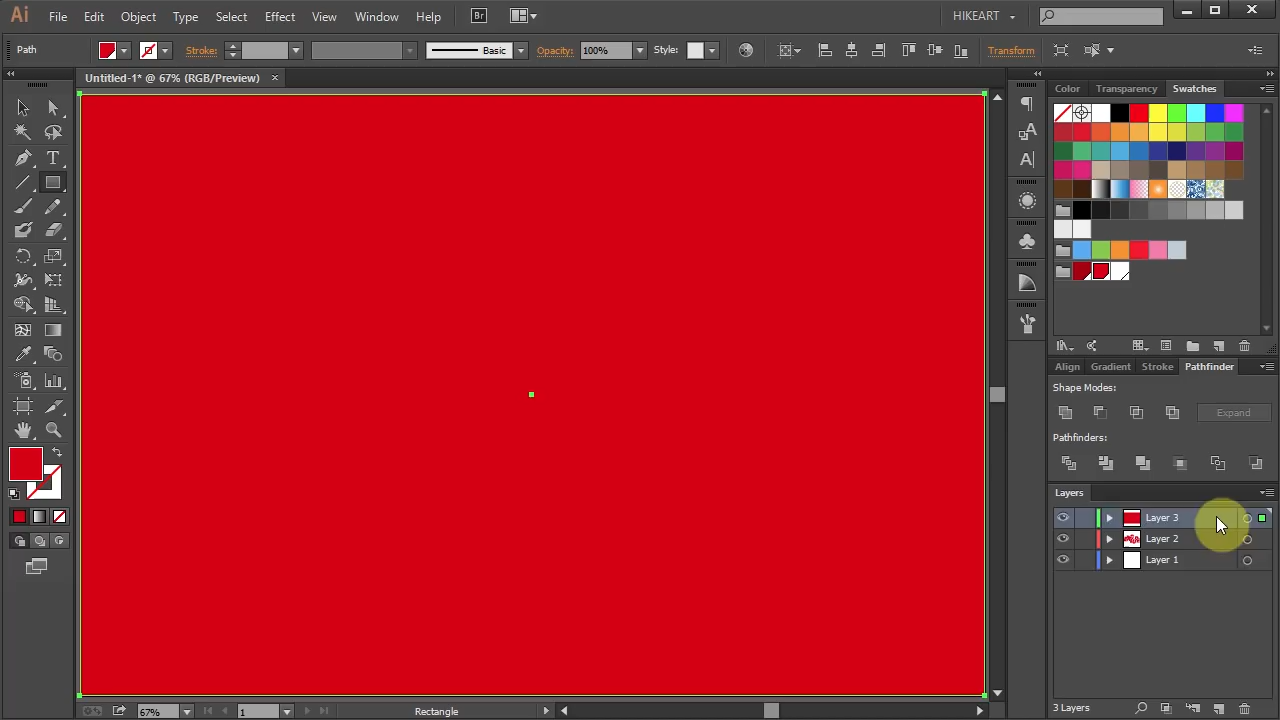 Ai File Edit Object Type Select Effect View Window Help Br HIKEART
Path Stroke: Basic Opacity: 100% Style: Transform
Untitled-1* @ 67% (RGB/Preview) ×
Color Transparency Swatches
Align Gradient Stroke Pathfinder
Shape Modes:
Expand
Pathfinders:
Layers
Layer 3
Layer 2
Layer 1
67% 1 Rectangle 3 Layers